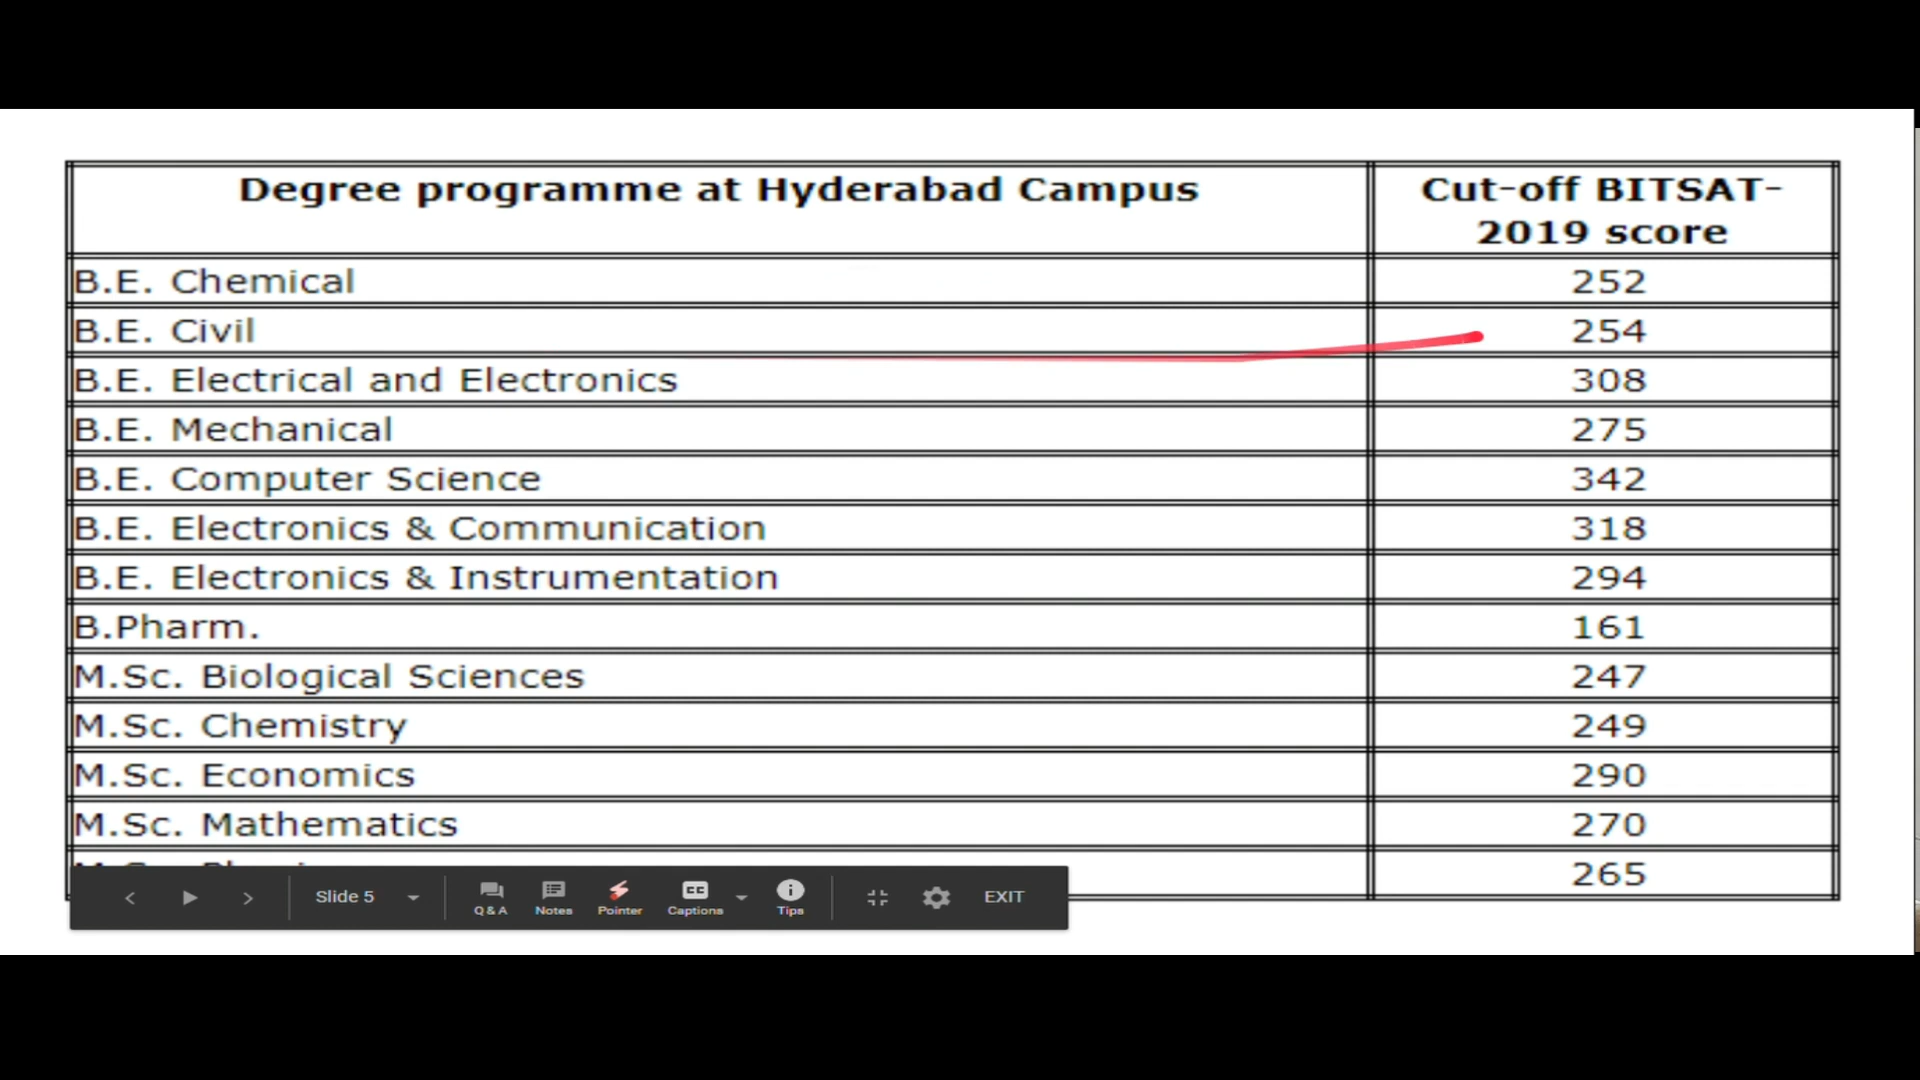 Degree programme at Hyderabad Campus
Cut-off BITSAT-
2019 score
B.E. Chemical 252
B.E. Civil 254
B.E. Electrical and Electronics 308
B.E. Mechanical 275
B.E. Computer Science 342
B.E. Electronics & Communication 318
B.E. Electronics & Instrumentation 294
B.Pharm. 161
M.Sc. Biological Sciences 247
M.Sc. Chemistry 249
M.Sc. Economics 290
M.Sc. Mathematics 270
265
Slide 5 Q & A Notes Pointer CC Captions Tips EXIT